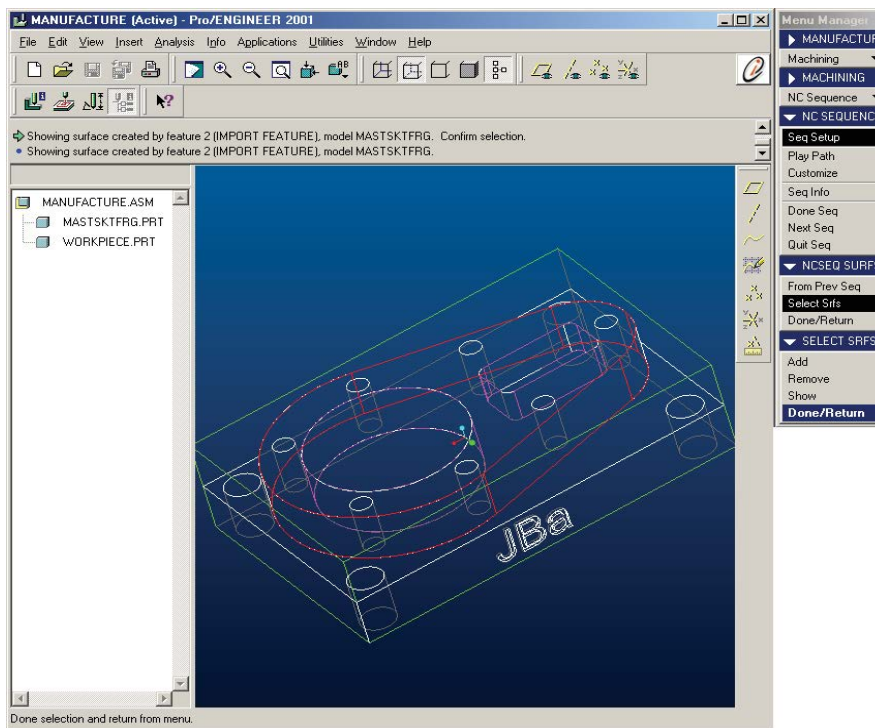 MANUFACTURE (Active) - Pro/ENGINEER 2001
File Edit View Insert Analysis Info Applications Utilities Window Help
Showing surface created by feature 2 (IMPORT FEATURE), model MASTSKTFRG. Confirm selection.
Showing surface created by feature 2 (IMPORT FEATURE), model MASTSKTFRG.
MANUFACTURE.ASM
MASTSKTFRG.PRT
WORKPIECE.PRT
JBa
Done selection and return from menu.
Menu Manager
MANUFACTUR
Machining
MACHINING
NC Sequence
NC SEQUENC
Seq Setup
Play Path
Customize
Seq Info
Done Seq
Next Seq
Quit Seq
NCSEQ SURFS
From Prev Seq
Select Srfs
Done/Return
SELECT SRFS
Add
Remove
Show
Done/Return